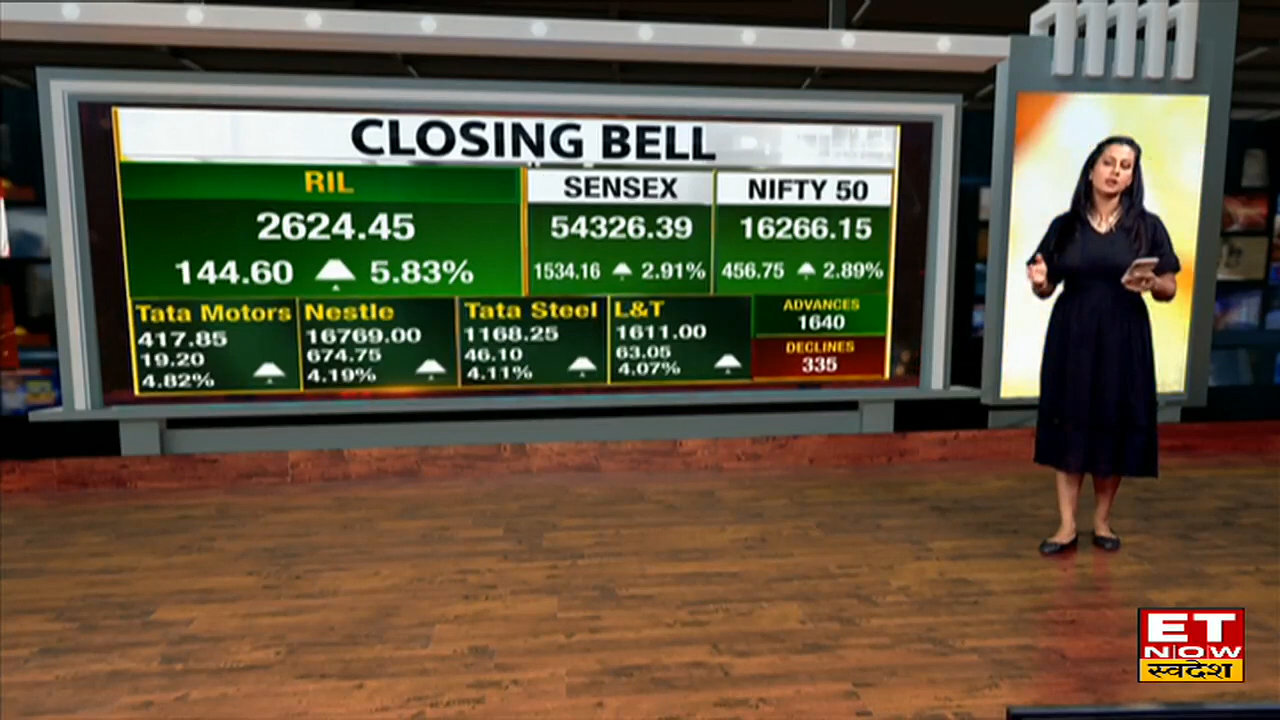 CLOSING BELL
RIL
2624.45
144.60 5.83%
SENSEX
54326.39
1534.16 2.91%
NIFTY 50
16266.15
456.75 2.89%
Tata Motors
417.85
19.20
4.82%
Nestle
16769.00
674.75
4.19%
Tata Steel
1168.25
46.10
4.11%
L&T
1611.00
63.05
4.07%
ADVANCES
1640
DECLINES
335
ET
NOW
स्वदेश